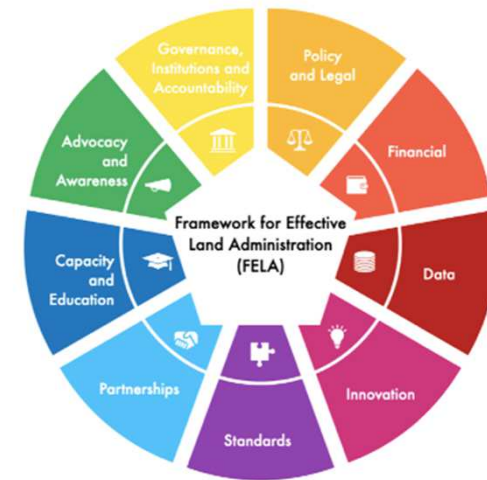 Governance,
Institutions and
Accountability
Policy
and Legal
Financial
Data
Innovation
Standards
Partnerships
Capacity
and
Education
Advocacy
and
Awareness
Framework for Effective
Land Administration
(FELA)